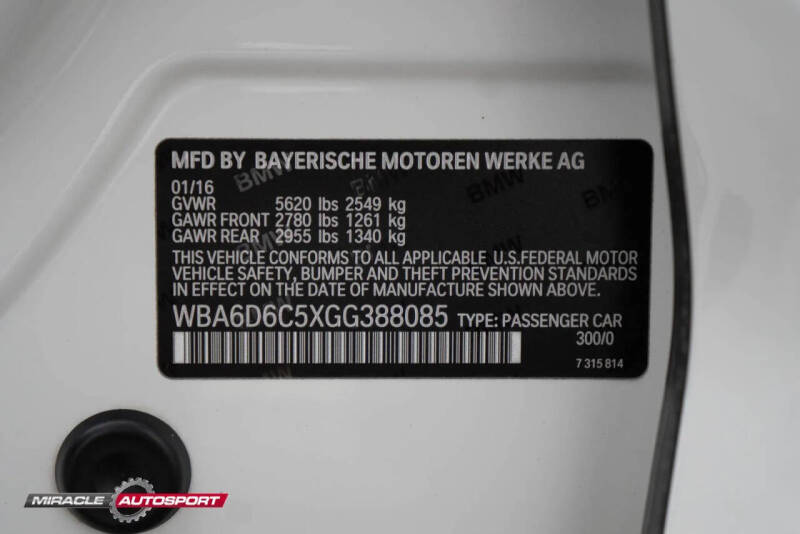 MFD BY BAYERISCHE MOTOREN WERKE AG
01/16
GVWR 5620 lbs 2549 kg
GAWR FRONT 2780 lbs 1261 kg
GAWR REAR 2955 lbs 1340 kg
THIS VEHICLE CONFORMS TO ALL APPLICABLE U.S.FEDERAL MOTOR
VEHICLE SAFETY, BUMPER AND THEFT PREVENTION STANDARDS
IN EFFECT ON THE DATE OF MANUFACTURE SHOWN ABOVE.
WBA6D6C5XGG388085 TYPE: PASSENGER CAR
300/0
7 315 814
BMW
BMW
MIRACLE AUTOSPORT